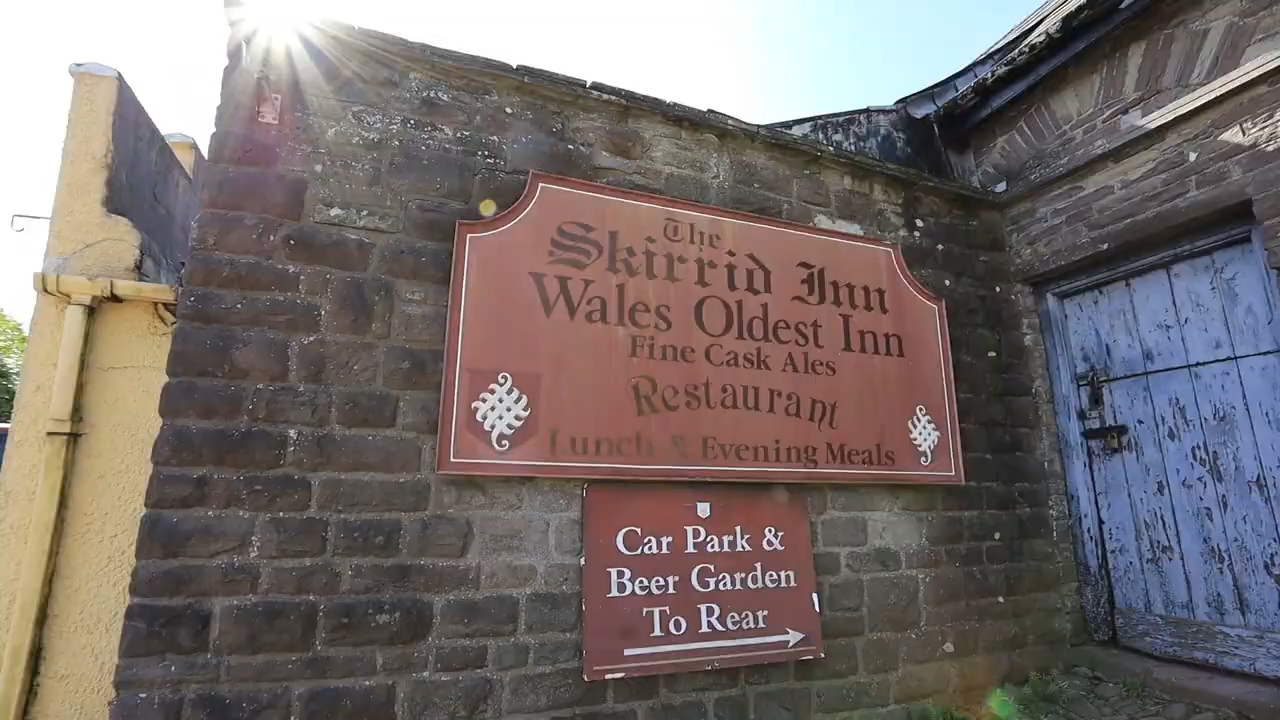 The
Skirrid Inn
Wales Oldest Inn
Fine Cask Ales
Restaurant
Lunch & Evening Meals
Car Park &
Beer Garden
To Rear